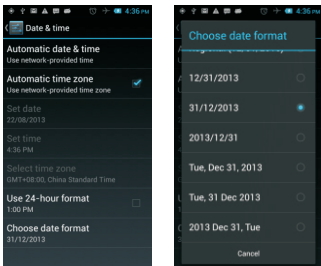 4:36 PM
Date & time
Automatic date & time
Use network-provided time
Automatic time zone
Use network-provided time zone
Set date
22/08/2013
Set time
4:36 PM
Select time zone
GMT+08:00, China Standard Time
Use 24-hour format
1:00 PM
Choose date format
31/12/2013
4:36 PM
Choose date format
12/31/2013
31/12/2013
2013/12/31
Tue, Dec 31, 2013
Tue, 31 Dec 2013
2013 Dec 31, Tue
Cancel